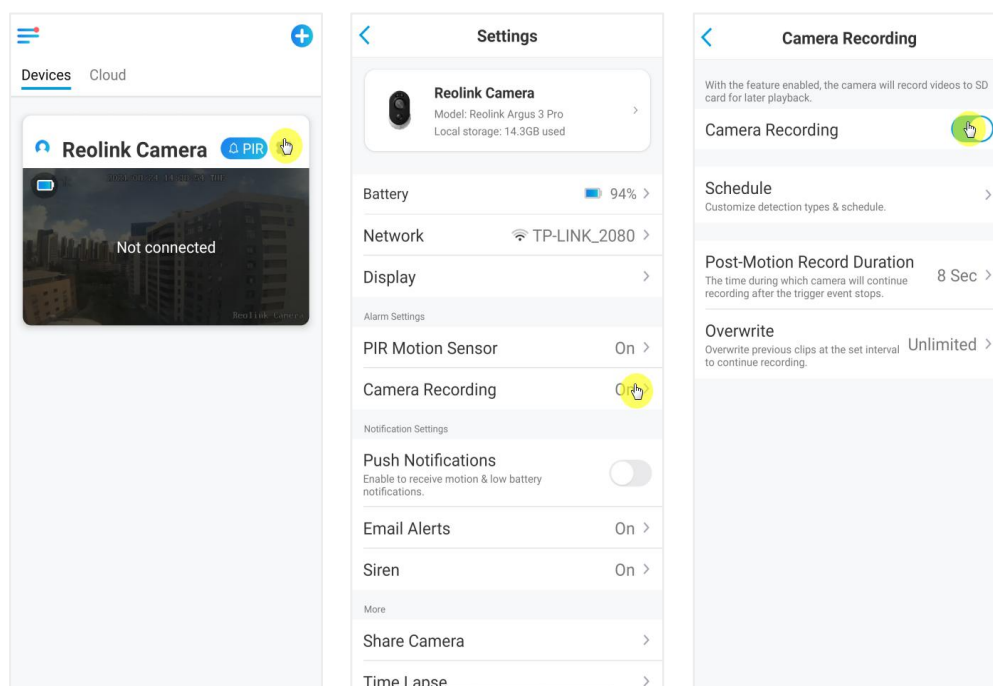 Devices Cloud
Reolink Camera PIR
Not connected
Reolink Camera
Settings
Reolink Camera
Model: Reolink Argus 3 Pro
Local storage: 14.3GB used
Battery 94%
Network TP-LINK_2080
Display
Alarm Settings
PIR Motion Sensor On
Camera Recording On
Notification Settings
Push Notifications
Enable to receive motion & low battery
notifications.
Email Alerts On
Siren On
More
Share Camera
Time Lapse
Camera Recording
With the feature enabled, the camera will record videos to SD
card for later playback.
Camera Recording
Schedule
Customize detection types & schedule.
Post-Motion Record Duration 8 Sec
The time during which camera will continue
recording after the trigger event stops.
Overwrite Unlimited
Overwrite previous clips at the set interval
to continue recording.